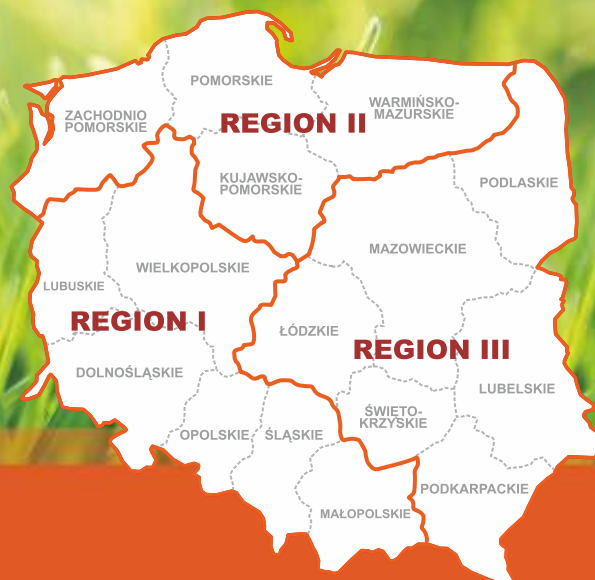 POMORSKIE
WARMIŃSKO-
MAZURSKIE
ZACHODNIO
POMORSKIE
REGION II
KUJAWSKO-
POMORSKIE
PODLASKIE
MAZOWIECKIE
WIELKOPOLSKIE
LUBUSKIE
REGION I
ŁÓDZKIE
REGION III
DOLNOŚLĄSKIE
LUBELSKIE
ŚWIĘTO-
KRZYSKIE
OPOLSKIE
ŚLĄSKIE
PODKARPACKIE
MAŁOPOLSKIE